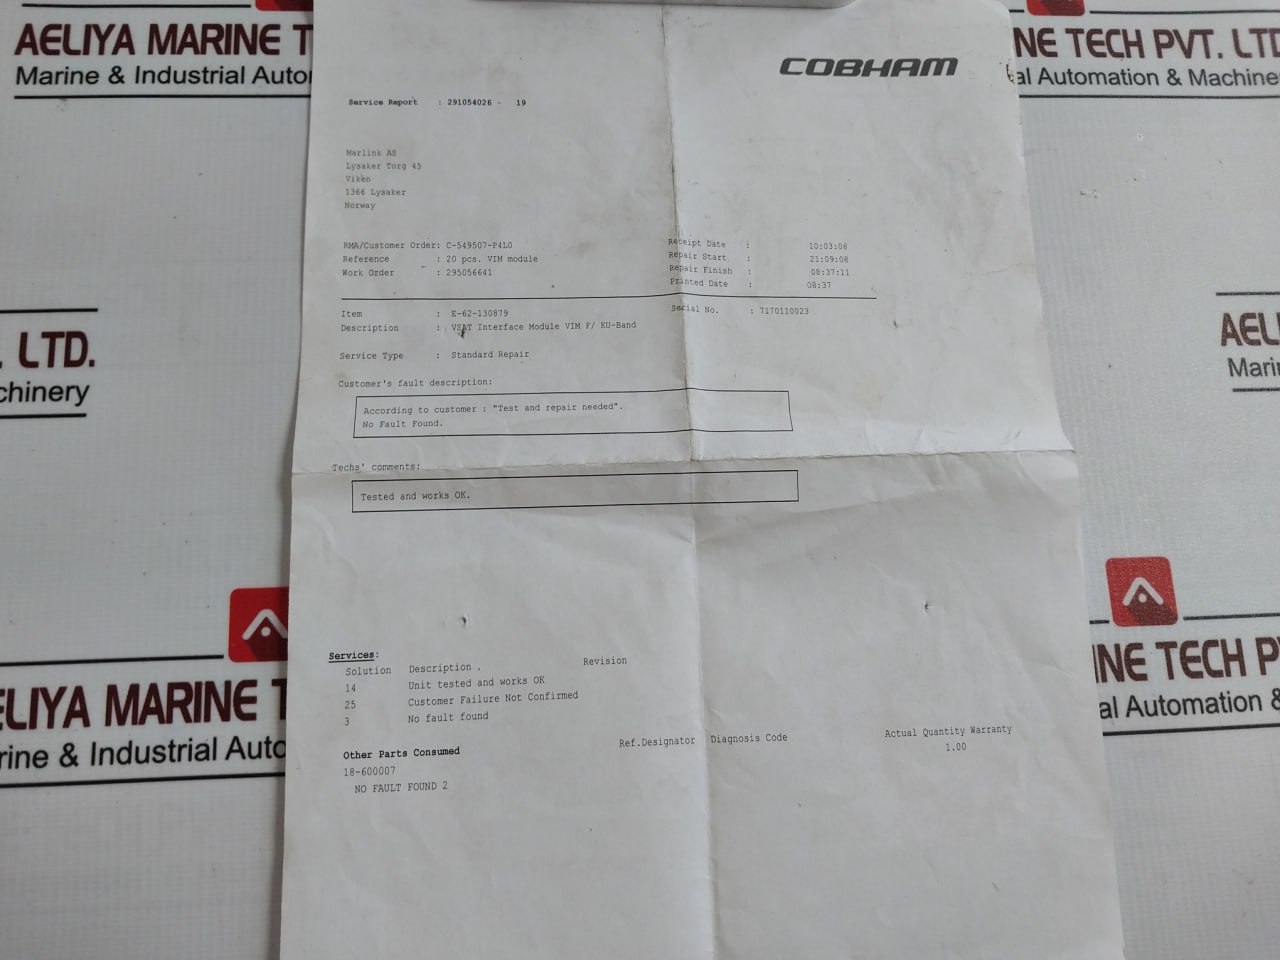 AELIYA MARINE T
Marine & Industrial Autor
NE TECH PVT. LTD
al Automation & Machine
COBHAM
Service Report : 291054026 - 19
Marlink AS
Lysaker Torg 45
Viken
1366 Lysaker
Norway
RMA/Customer Order: C-549507-P4L0
Reference : 20 pcs. VIM module
Work Order : 295056641
Receipt Date : 10:03:08
Repair Start : 21:09:08
Repair Finish : 08:37:11
Printed Date : 08:37
Item : E-62-130879
Serial No. : 7170110023
Description : VSAT Interface Module VIM F/ KU-Band
Service Type : Standard Repair
Customer's fault description:
According to customer : "Test and repair needed".
No Fault Found.
Techs' comments:
Tested and works OK.
. LTD.
chinery
AEL
Mari
Services:
Solution Description . Revision
14 Unit tested and works OK
25 Customer Failure Not Confirmed
3 No fault found
Other Parts Consumed Ref.Designator Diagnosis Code Actual Quantity Warranty
18-600007 1.00
NO FAULT FOUND 2
ELIYA MARINE T
rine & Industrial Auto
INE TECH P
al Automation &